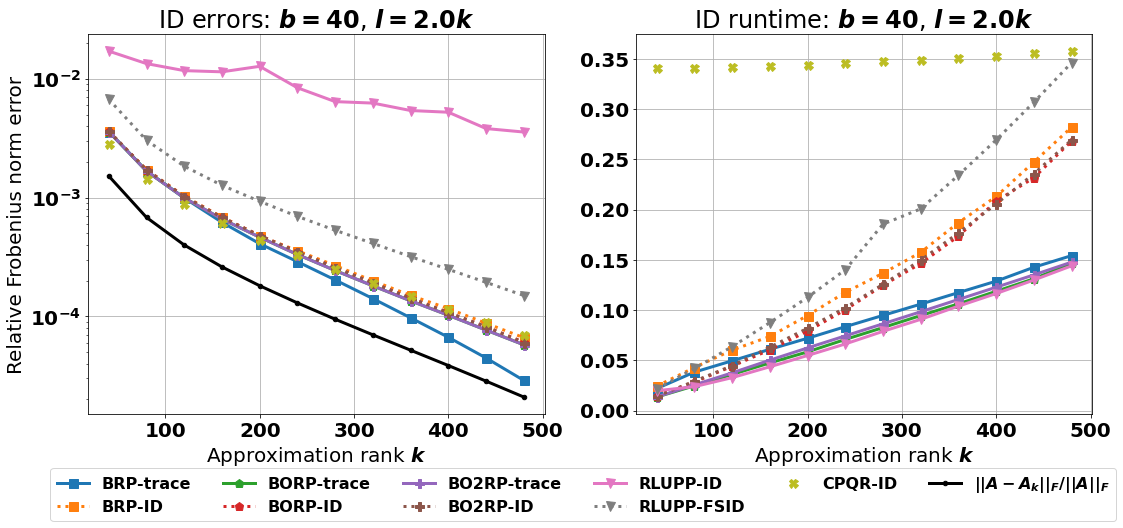 ID errors: b = 40, l = 2.0k
Relative Frobenius norm error
10⁻²
10⁻³
10⁻⁴
100 200 300 400 500
Approximation rank k
ID runtime: b = 40, l = 2.0k
0.35
0.30
0.25
0.20
0.15
0.10
0.05
0.00
100 200 300 400 500
Approximation rank k
BRP-trace BORP-trace BO2RP-trace RLUPP-ID CPQR-ID ||A − Aₖ||F/||A||F
BRP-ID BORP-ID BO2RP-ID RLUPP-FSID